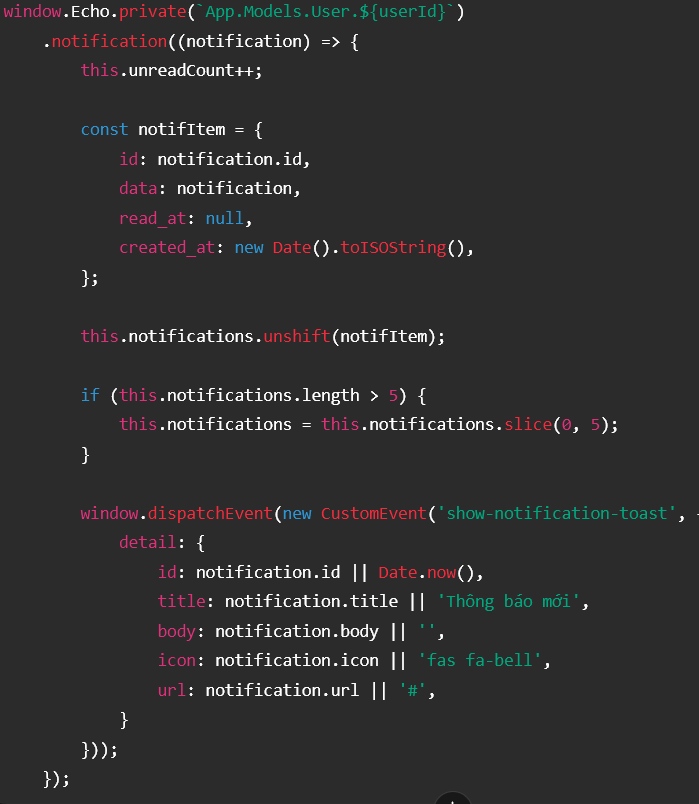 window.Echo.private(`App.Models.User.${userId}`)
    .notification((notification) => {
        this.unreadCount++;

        const notifItem = {
            id: notification.id,
            data: notification,
            read_at: null,
            created_at: new Date().toISOString(),
        };

        this.notifications.unshift(notifItem);

        if (this.notifications.length > 5) {
            this.notifications = this.notifications.slice(0, 5);
        }

        window.dispatchEvent(new CustomEvent('show-notification-toast',
            detail: {
                id: notification.id || Date.now(),
                title: notification.title || 'Thông báo mới',
                body: notification.body || '',
                icon: notification.icon || 'fas fa-bell',
                url: notification.url || '#',
            }
        }));
    });